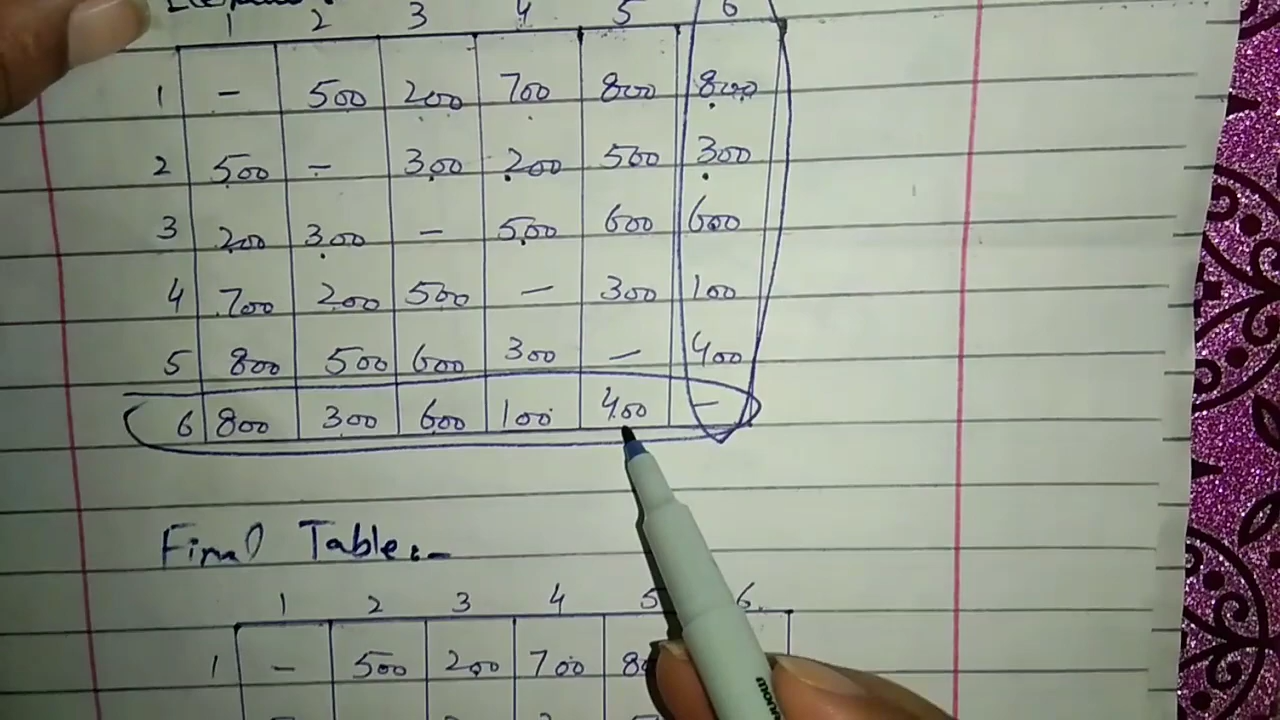 1 2 3 4 5 6
1 - 500 200 700 800 800
2 500 - 300 200 500 300
3 200 300 - 500 600 600
4 700 200 500 - 300 100
5 800 500 600 300 - 400
6 800 300 600 100 400 -
Final Table:-
1 2 3 4 5 6.
1 - 500 200 700